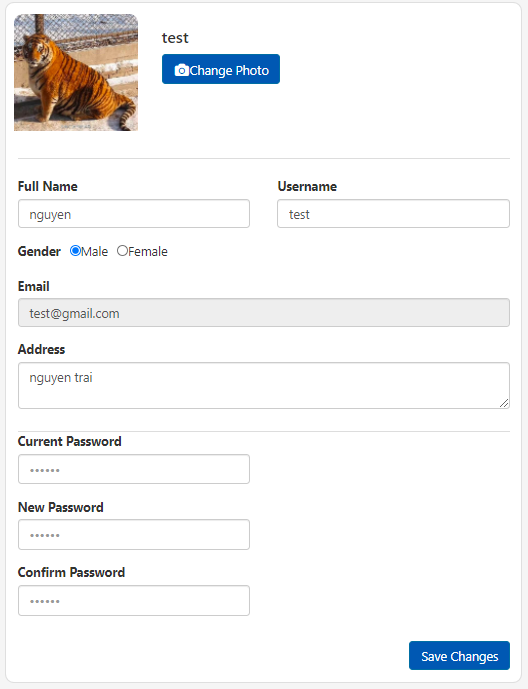 test
Change Photo
Full Name Username
nguyen test
Gender Male Female
Email
test@gmail.com
Address
nguyen trai
Current Password
••••••
New Password
••••••
Confirm Password
••••••
Save Changes